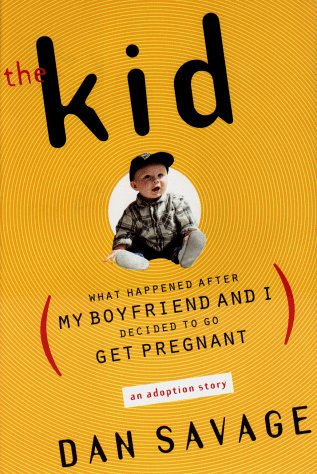 the
kid
WHAT HAPPENED AFTER
MY BOYFRIEND AND I
DECIDED TO GO
GET PREGNANT
an adoption story
DAN SAVAGE